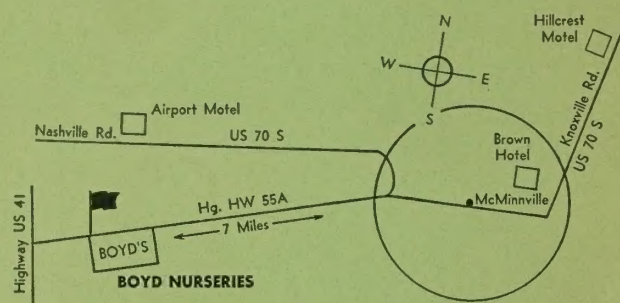 Hillcrest
Motel
N
W
E
S
Knoxville Rd.
US 70 S
Airport Motel
Nashville Rd.
US 70 S
Brown
Hotel
McMinnville
Highway US 41
Hg. HW 55A
7 Miles
BOYD'S
BOYD NURSERIES